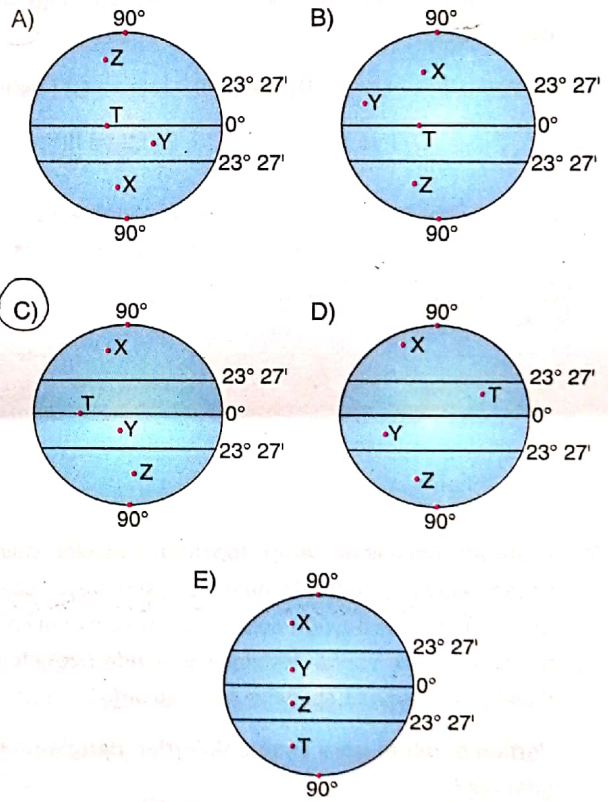 A) B)
90° 90°
Z X
23° 27' 23° 27'
Y
T 0° T 0°
Y
23° 27' 23° 27'
X Z
90° 90°
C) D)
90° 90°
X X
23° 27' 23° 27'
T T
0° 0°
Y Y
23° 27' 23° 27'
Z Z
90° 90°
E)
90°
X
23° 27'
Y
0°
Z
23° 27'
T
90°